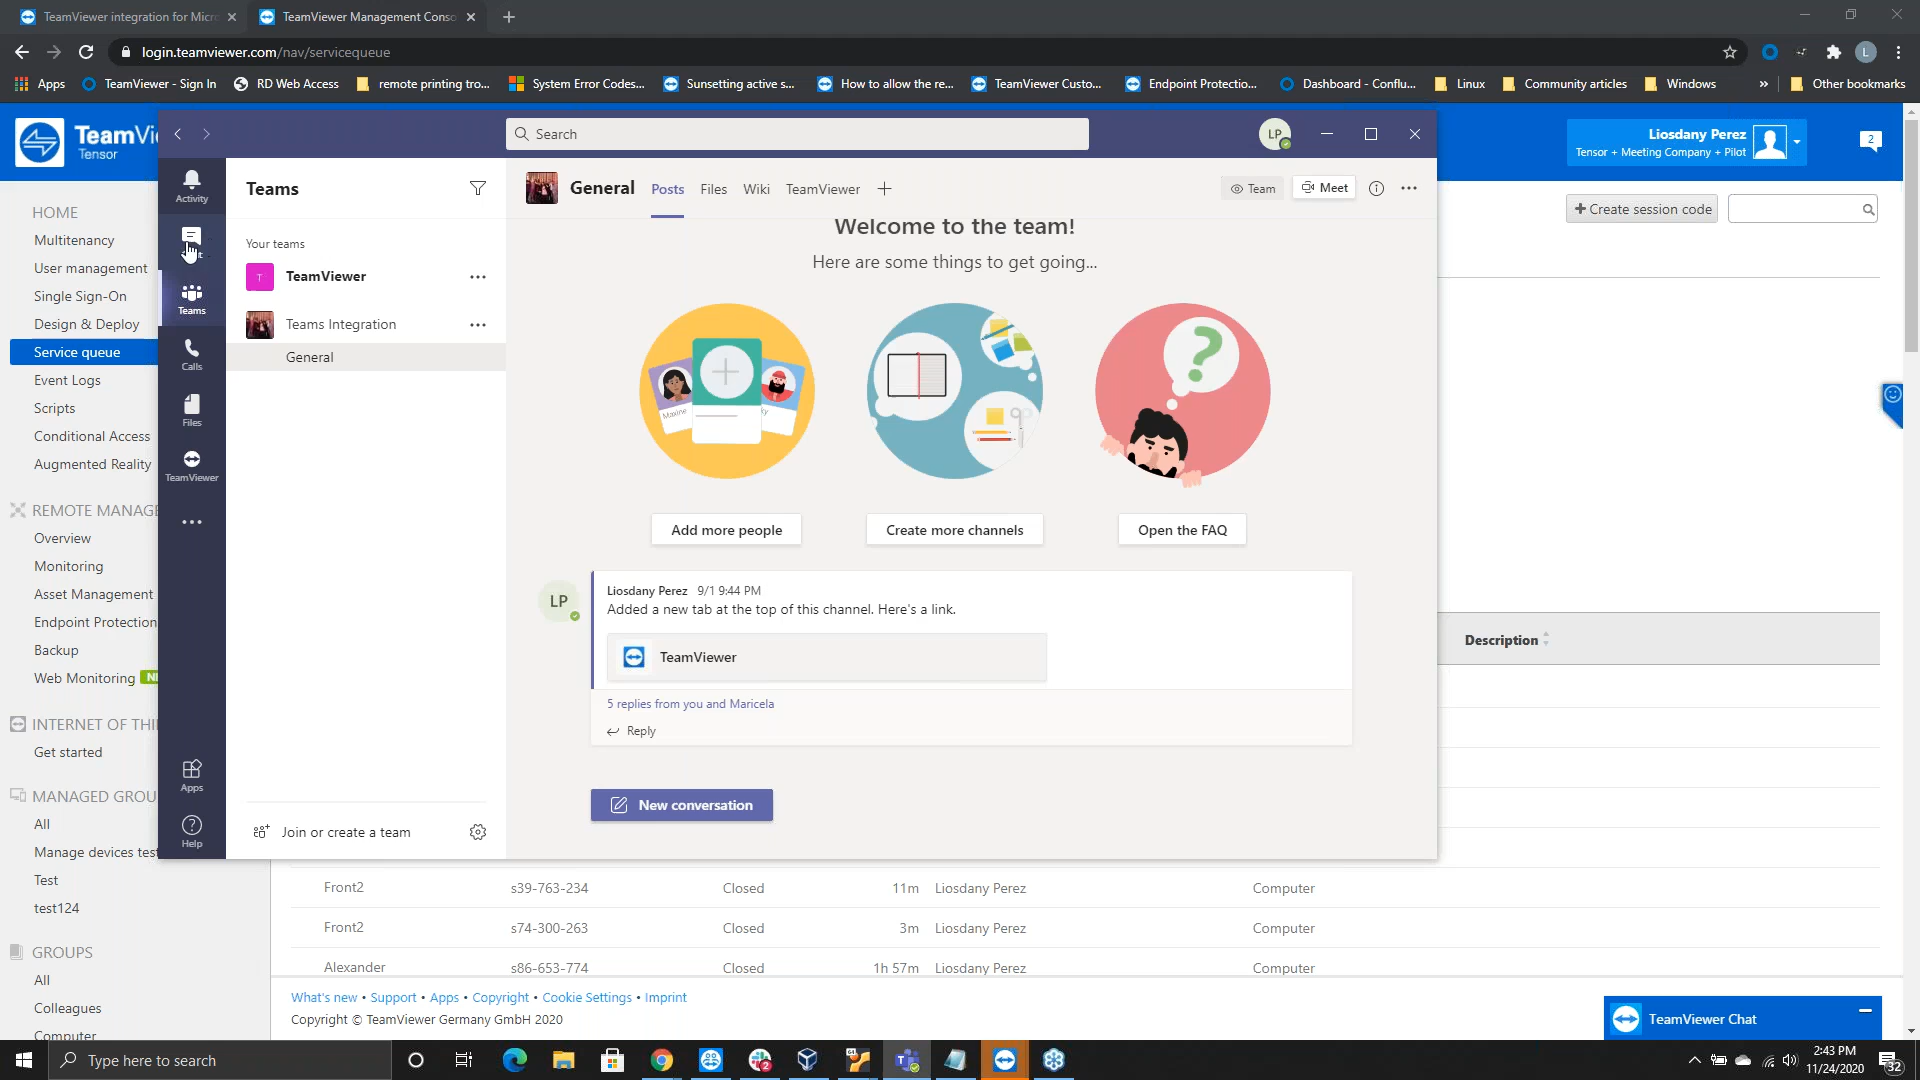 TeamViewer integration for Micr
TeamViewer Management Conso
login.teamviewer.com/nav/servicequeue
L
Apps
TeamViewer - Sign In
RD Web Access
remote printing tro...
System Error Codes...
Sunsetting active s...
How to allow the re...
TeamViewer Custo...
Endpoint Protectio...
Dashboard - Conflu...
Linux
Community articles
Windows
»
Other bookmarks
TeamVi
Tensor
Search
LP
Liosdany Perez
Tensor + Meeting Company + Pilot
2
HOME
Multitenancy
User management
Single Sign-On
Design & Deploy
Service queue
Event Logs
Scripts
Conditional Access
Augmented Reality
REMOTE MANAGE
Overview
Monitoring
Asset Management
Endpoint Protection
Backup
Web Monitoring
INTERNET OF THI
Get started
MANAGED GROU
All
Manage devices test
Test
test124
GROUPS
All
Colleagues
Computer
Activity
Teams
Calls
Files
TeamViewer
Apps
Help
Teams
Your teams
T
TeamViewer
Teams Integration
General
Join or create a team
General
Posts
Files
Wiki
TeamViewer
Team
Meet
Welcome to the team!
Here are some things to get going...
Maxine
Add more people
Create more channels
Open the FAQ
LP
Liosdany Perez 9/1 9:44 PM
Added a new tab at the top of this channel. Here's a link.
TeamViewer
5 replies from you and Maricela
Reply
New conversation
+ Create session code
Description
Front2 s39-763-234 Closed 11m Liosdany Perez Computer
Front2 s74-300-263 Closed 3m Liosdany Perez Computer
Alexander s86-653-774 Closed 1h 57m Liosdany Perez Computer
What's new • Support • Apps • Copyright • Cookie Settings • Imprint
Copyright © TeamViewer Germany GmbH 2020
TeamViewer Chat
Type here to search
2
64
2:43 PM
11/24/2020
32